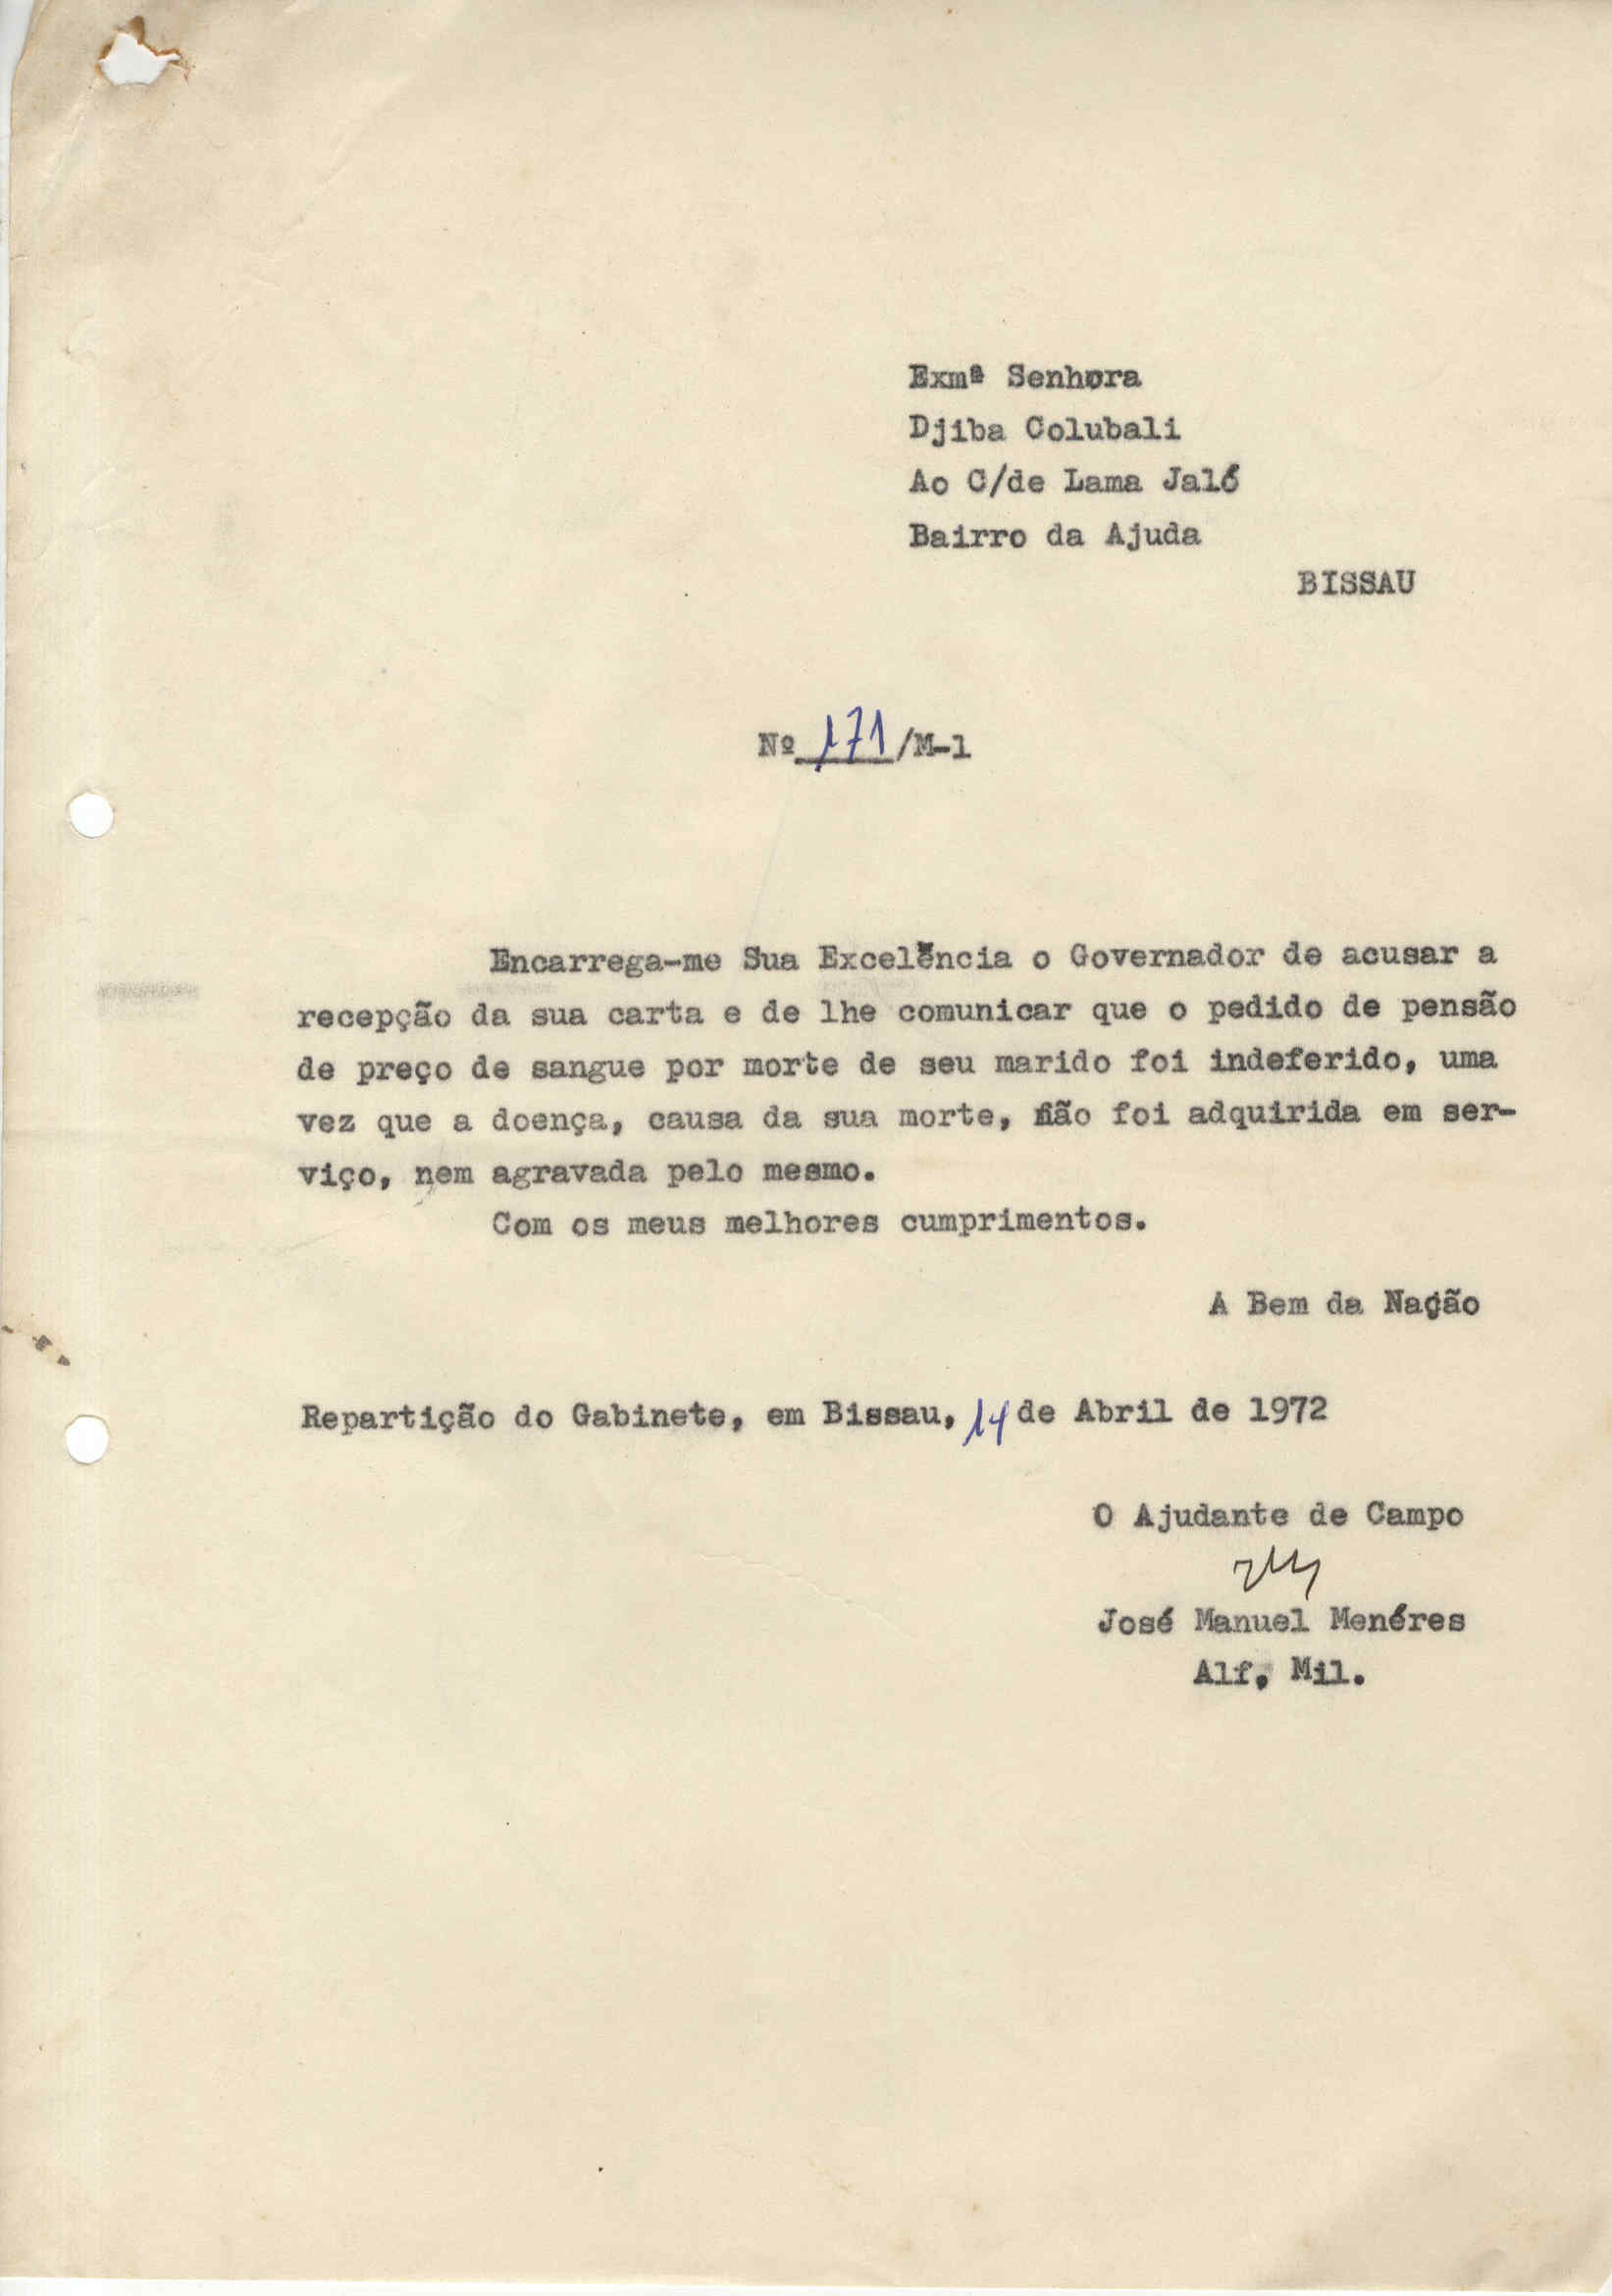 Exmª Senhora
Djiba Colubali
Ao C/de Lama Jaló
Bairro da Ajuda
BISSAU
Nº 171/M-1
Encarrega-me Sua Excelência o Governador de acusar a
recepção da sua carta e de lhe comunicar que o pedido de pensão
de preço de sangue por morte de seu marido foi indeferido, uma
vez que a doença, causa da sua morte, não foi adquirida em ser-
viço, nem agravada pelo mesmo.
Com os meus melhores cumprimentos.
A Bem da Nação
Repartição do Gabinete, em Bissau, 14 de Abril de 1972
O Ajudante de Campo
José Manuel Menéres
Alf. Mil.